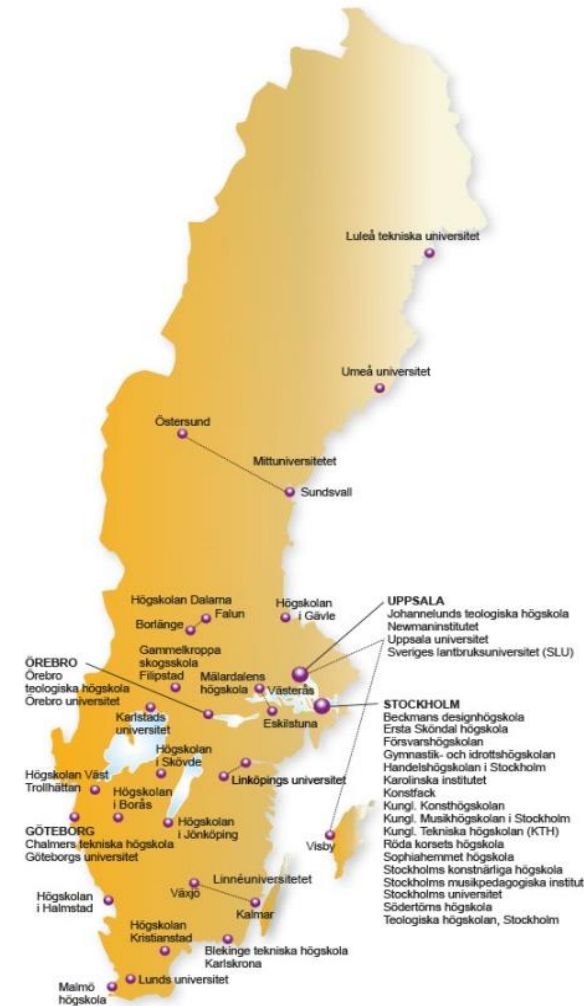 Luleå tekniska universitet
Umeå universitet
Östersund
Mittuniversitetet
Sundsvall
Högskolan Dalarna
Falun
Borlänge
Högskolan
i Gävle
UPPSALA
Johannelunds teologiska högskola
Newmaninstitutet
Uppsala universitet
Sveriges lantbruksuniversitet (SLU)
Gammelkroppa
skogsskola
Filipstad
Mälardalens
högskola
Västerås
Eskilstuna
ÖREBRO
Örebro
teologiska högskola
Örebro universitet
Karlstads
universitet
STOCKHOLM
Beckmans designhögskola
Ersta Sköndal högskola
Försvarshögskolan
Gymnastik- och idrottshögskolan
Handelshögskolan i Stockholm
Karolinska institutet
Konstfack
Kungl. Konsthögskolan
Kungl. Musikhögskolan i Stockholm
Kungl. Tekniska högskolan (KTH)
Röda korsets högskola
Sophiahemmet högskola
Stockholms konstnärliga högskola
Stockholms musikpedagogiska institut
Stockholms universitet
Södertörns högskola
Teologiska högskolan, Stockholm
Högskolan
i Skövde
Linköpings universitet
Högskolan Väst
Trollhättan
Högskolan
i Borås
Högskolan
i Jönköping
GÖTEBORG
Chalmers tekniska högskola
Göteborgs universitet
Visby
Linnéuniversitetet
Växjö
Kalmar
Högskolan
i Halmstad
Högskolan
Kristianstad
Blekinge tekniska högskola
Karlskrona
Lunds universitet
Malmö
högskola